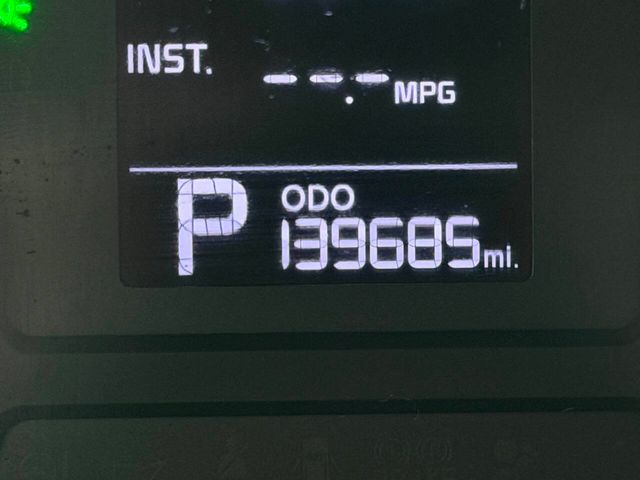 INST. --.- MPG
P ODO
139685 mi.